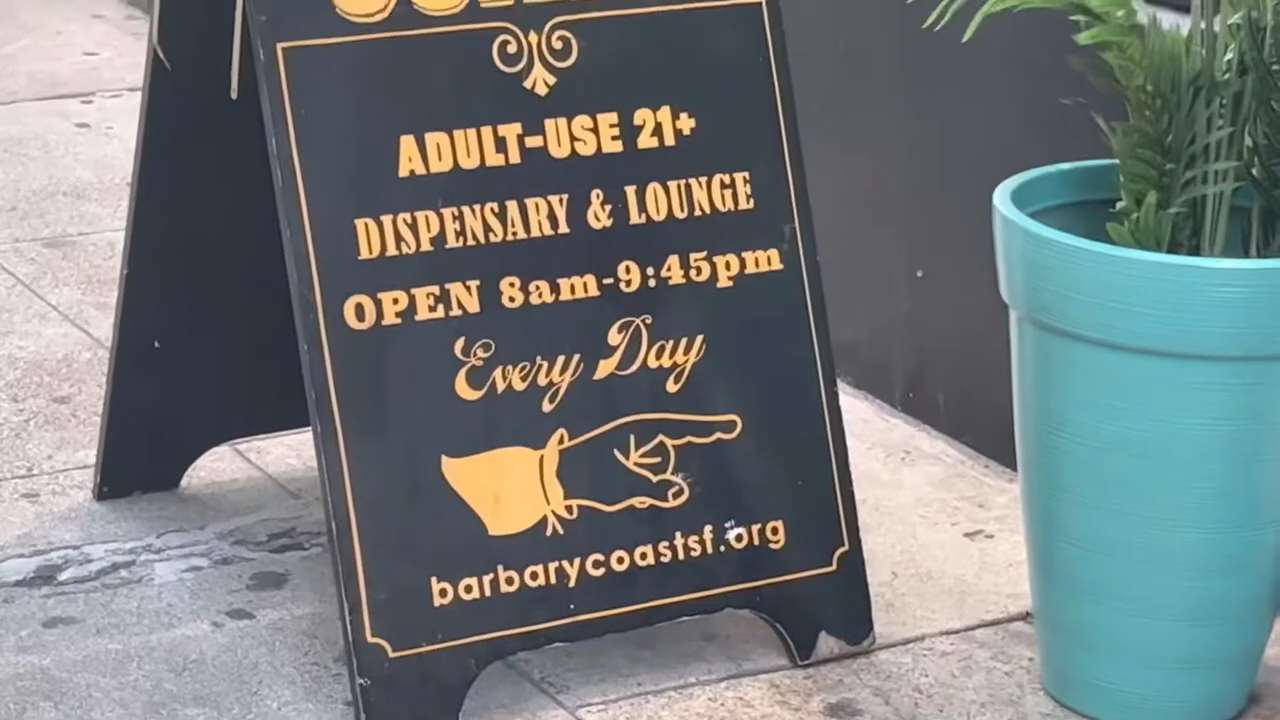 ADULT-USE 21+
DISPENSARY & LOUNGE
OPEN 8am-9:45pm
Every Day
barbarycoastsf.org